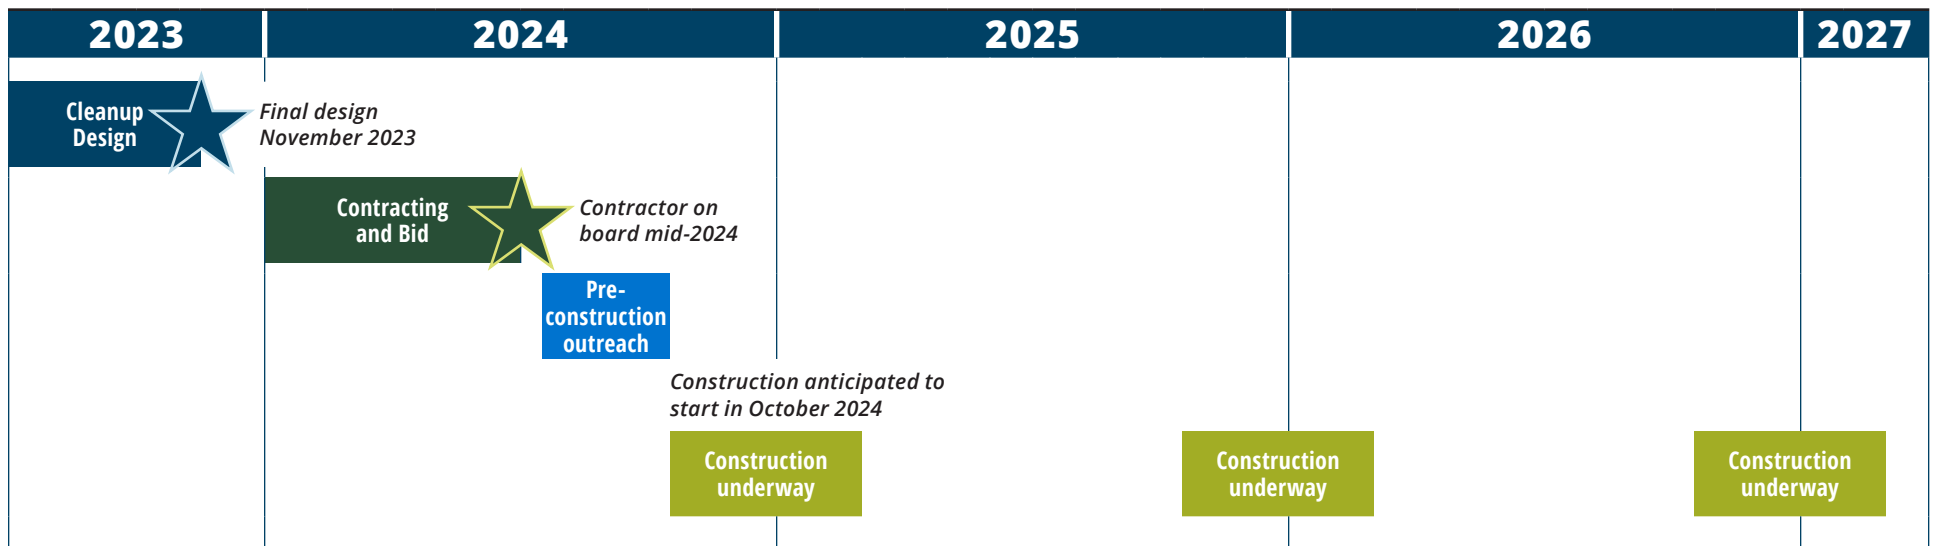 2023 2024 2025 2026 2027
Cleanup
Design
Final design
November 2023
Contracting
and Bid
Contractor on
board mid-2024
Pre-
construction
outreach
Construction anticipated to
start in October 2024
Construction
underway
Construction
underway
Construction
underway